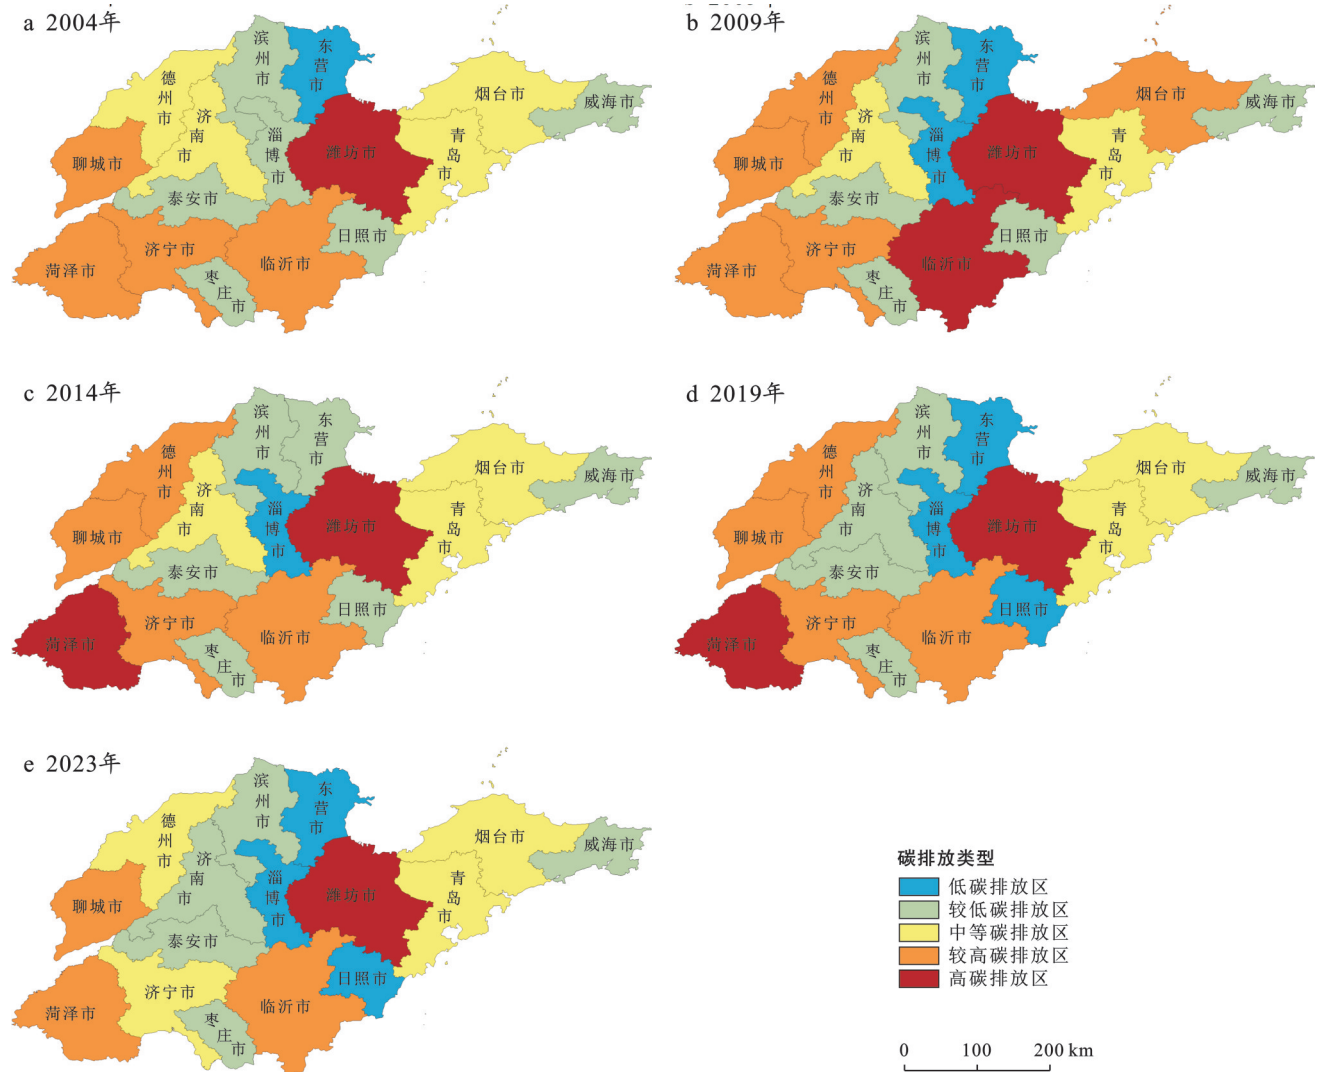 a 2004年
滨州市
东营市
德州市
济南市
淄博市
烟台市
威海市
青岛市
潍坊市
聊城市
泰安市
日照市
济宁市
临沂市
菏泽市
枣庄市
b 2009年
滨州市
东营市
德州市
济南市
淄博市
烟台市
威海市
青岛市
潍坊市
聊城市
泰安市
日照市
济宁市
临沂市
菏泽市
枣庄市
c 2014年
滨州市
东营市
德州市
济南市
淄博市
烟台市
威海市
青岛市
潍坊市
聊城市
泰安市
日照市
济宁市
临沂市
菏泽市
枣庄市
d 2019年
滨州市
东营市
德州市
济南市
淄博市
烟台市
威海市
青岛市
潍坊市
聊城市
泰安市
日照市
济宁市
临沂市
菏泽市
枣庄市
e 2023年
滨州市
东营市
德州市
济南市
淄博市
烟台市
威海市
青岛市
潍坊市
聊城市
泰安市
日照市
济宁市
临沂市
菏泽市
枣庄市
碳排放类型
低碳排放区
较低碳排放区
中等碳排放区
较高碳排放区
高碳排放区
0 100 200 km